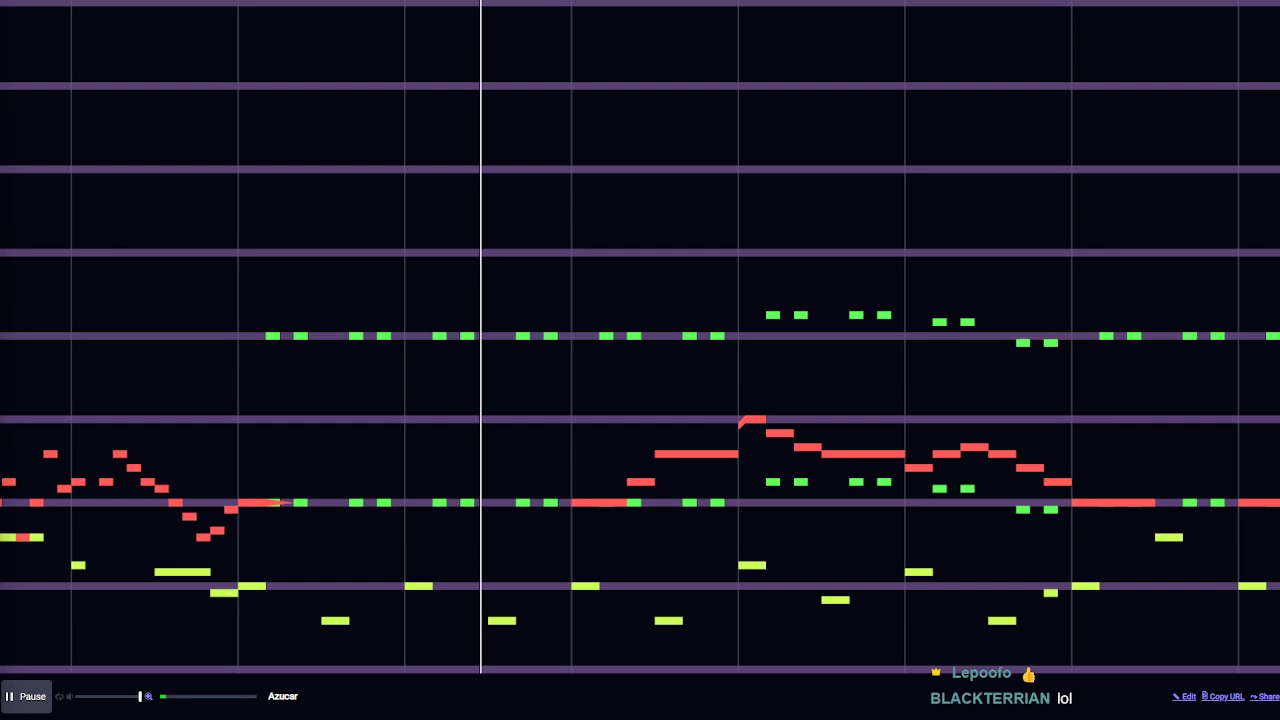 Lepoofo 👍
BLACKTERRIAN lol
Pause
Azucar
Edit
Copy URL
Share